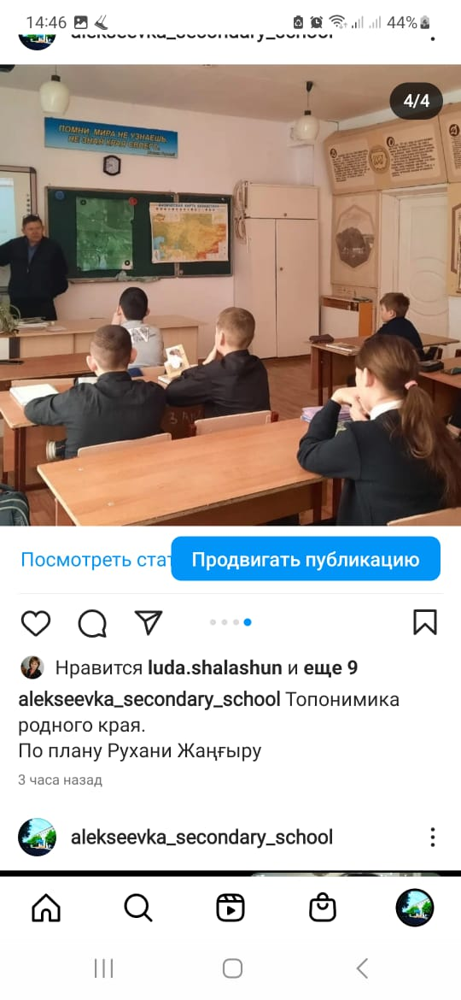 14:46
44%
alekseevka_secondary_school
4/4
ПОМНИ, МИРА НЕ УЗНАЕШЬ,
НЕ ЗНАЯ КРАЯ СВОЕГО.
ФИЗИЧЕСКАЯ КАРТА КАЗАХСТАНА
Посмотреть стат
Продвигать публикацию
Нравится luda.shalashun и еще 9
alekseevka_secondary_school Топонимика
родного края.
По плану Рухани Жаңғыру
3 часа назад
alekseevka_secondary_school